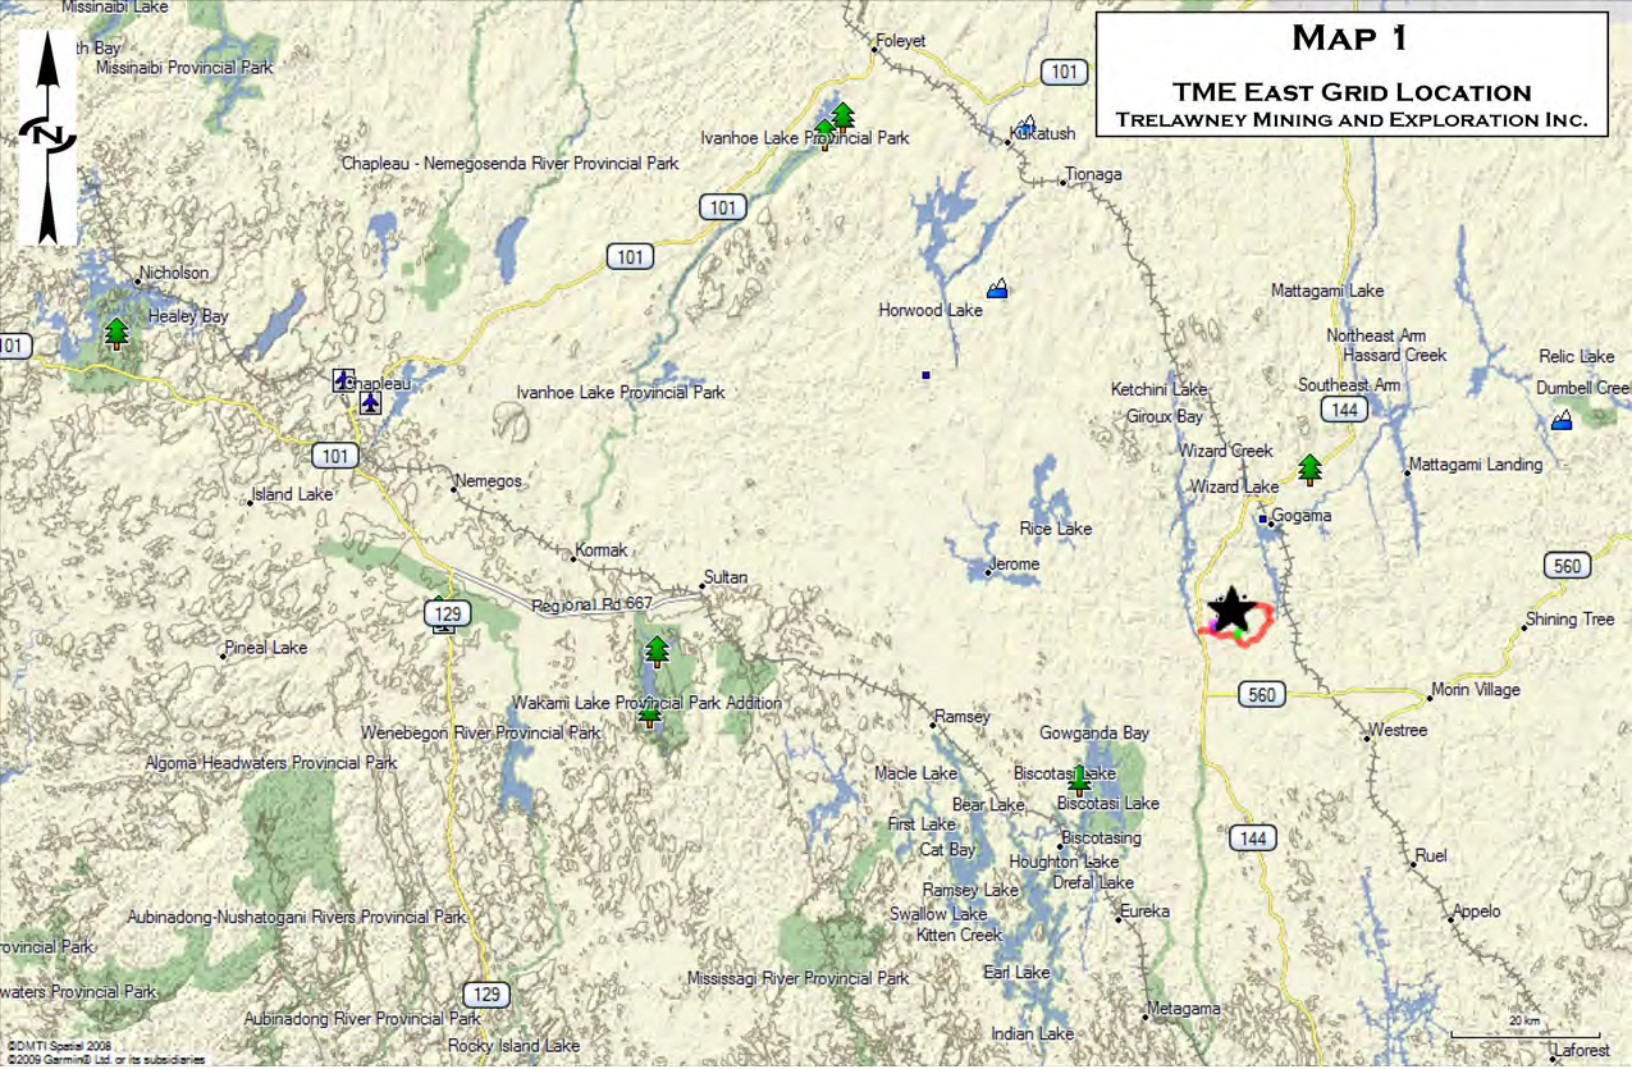 Missinaibi Lake
th Bay
Missinaibi Provincial Park
N
Foleyet
101
MAP 1
TME EAST GRID LOCATION
TRELAWNEY MINING AND EXPLORATION INC.
Ivanhoe Lake Provincial Park
Kukatush
Chapleau - Nemegosenda River Provincial Park
Tionaga
101
101
Nicholson
Healey Bay
101
Horwood Lake
Mattagami Lake
Northeast Arm
Hassard Creek
Relic Lake
Chapleau
Ivanhoe Lake Provincial Park
Ketchini Lake
Southeast Arm
Dumbell Creel
Giroux Bay
144
101
Wizard Creek
Mattagami Landing
Nemegos
Wizard Lake
Island Lake
Gogama
Rice Lake
Kormak
Jerome
560
Sultan
Regional Rd 667
129
Shining Tree
Pineal Lake
560
Morin Village
Wakami Lake Provincial Park Addition
Ramsey
Wenebegon River Provincial Park
Gowganda Bay
Westree
Algoma Headwaters Provincial Park
Macle Lake
Biscotasi Lake
Bear Lake
Biscotasi Lake
First Lake
Biscotasing
144
Cat Bay
Houghton Lake
Ruel
Ramsey Lake
Drefal Lake
Aubinadong-Nushatogani Rivers Provincial Park
Swallow Lake
Eureka
Appelo
Kitten Creek
rovincial Park
Mississagi River Provincial Park
Earl Lake
waters Provincial Park
129
Metagama
Aubinadong River Provincial Park
Indian Lake
20 km
Rocky Island Lake
Laforest
©DMTI Spatial 2008
©2009 Garmin® Ltd. or its subsidiaries